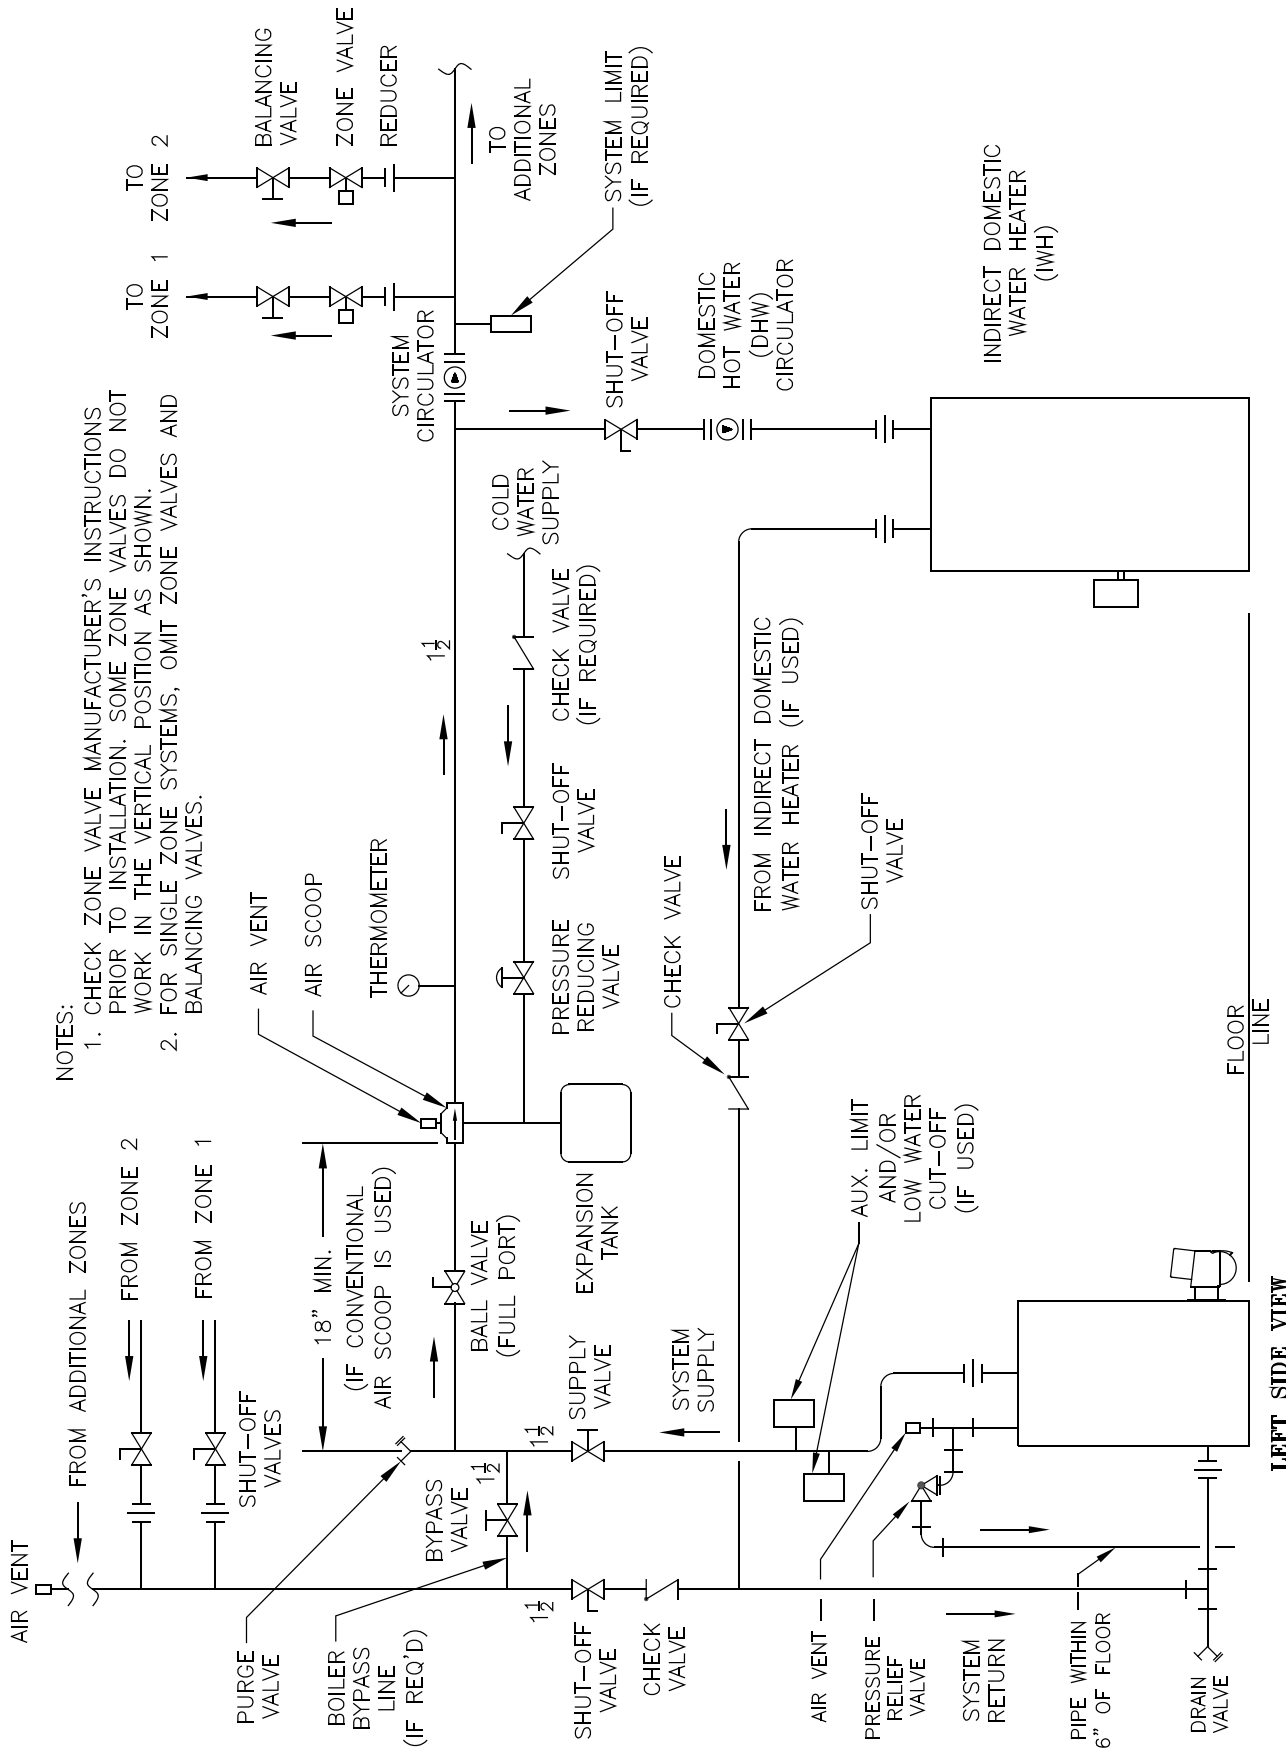 NOTES:
1. CHECK ZONE VALVE MANUFACTURER'S INSTRUCTIONS
PRIOR TO INSTALLATION. SOME ZONE VALVES DO NOT
WORK IN THE VERTICAL POSITION AS SHOWN.
2. FOR SINGLE ZONE SYSTEMS, OMIT ZONE VALVES AND
BALANCING VALVES.
AIR VENT
FROM ADDITIONAL ZONES
FROM ZONE 2
FROM ZONE 1
SHUT-OFF
VALVES
18" MIN.
(IF CONVENTIONAL
AIR SCOOP IS USED)
AIR VENT
AIR SCOOP
THERMOMETER
TO
ZONE 1
TO
ZONE 2
BALANCING
VALVE
ZONE VALVE
REDUCER
SYSTEM
CIRCULATOR
TO
ADDITIONAL
ZONES
SYSTEM LIMIT
(IF REQUIRED)
PURGE
VALVE
BOILER
BYPASS
LINE
(IF REQ'D)
BYPASS
VALVE
1 1/2
BALL VALVE
(FULL PORT)
1 1/2
COLD
WATER
SUPPLY
CHECK VALVE
(IF REQUIRED)
SHUT-OFF
VALVE
PRESSURE
REDUCING
VALVE
EXPANSION
TANK
1 1/2
SUPPLY
VALVE
1 1/2
SHUT-OFF
VALVE
CHECK
VALVE
SYSTEM
SUPPLY
SHUT-OFF
VALVE
DOMESTIC
HOT WATER
(DHW)
CIRCULATOR
CHECK VALVE
FROM INDIRECT DOMESTIC
WATER HEATER (IF USED)
SHUT-OFF
VALVE
AUX. LIMIT
AND/OR
LOW WATER
CUT-OFF
(IF USED)
INDIRECT DOMESTIC
WATER HEATER
(IWH)
AIR VENT
PRESSURE
RELIEF
VALVE
SYSTEM
RETURN
PIPE WITHIN
6" OF FLOOR
DRAIN
VALVE
FLOOR
LINE
LEFT SIDE VIEW